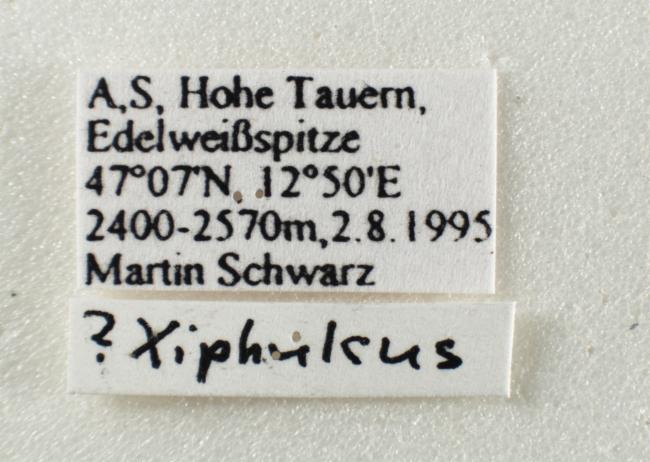 A,S, Hohe Tauern,
Edelweißspitze
47°07'N, 12°50'E
2400-2570m,2.8.1995
Martin Schwarz
? Xiphulcus